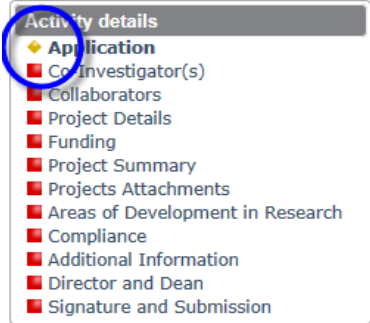 Activity details
Application
Co-Investigator(s)
Collaborators
Project Details
Funding
Project Summary
Projects Attachments
Areas of Development in Research
Compliance
Additional Information
Director and Dean
Signature and Submission